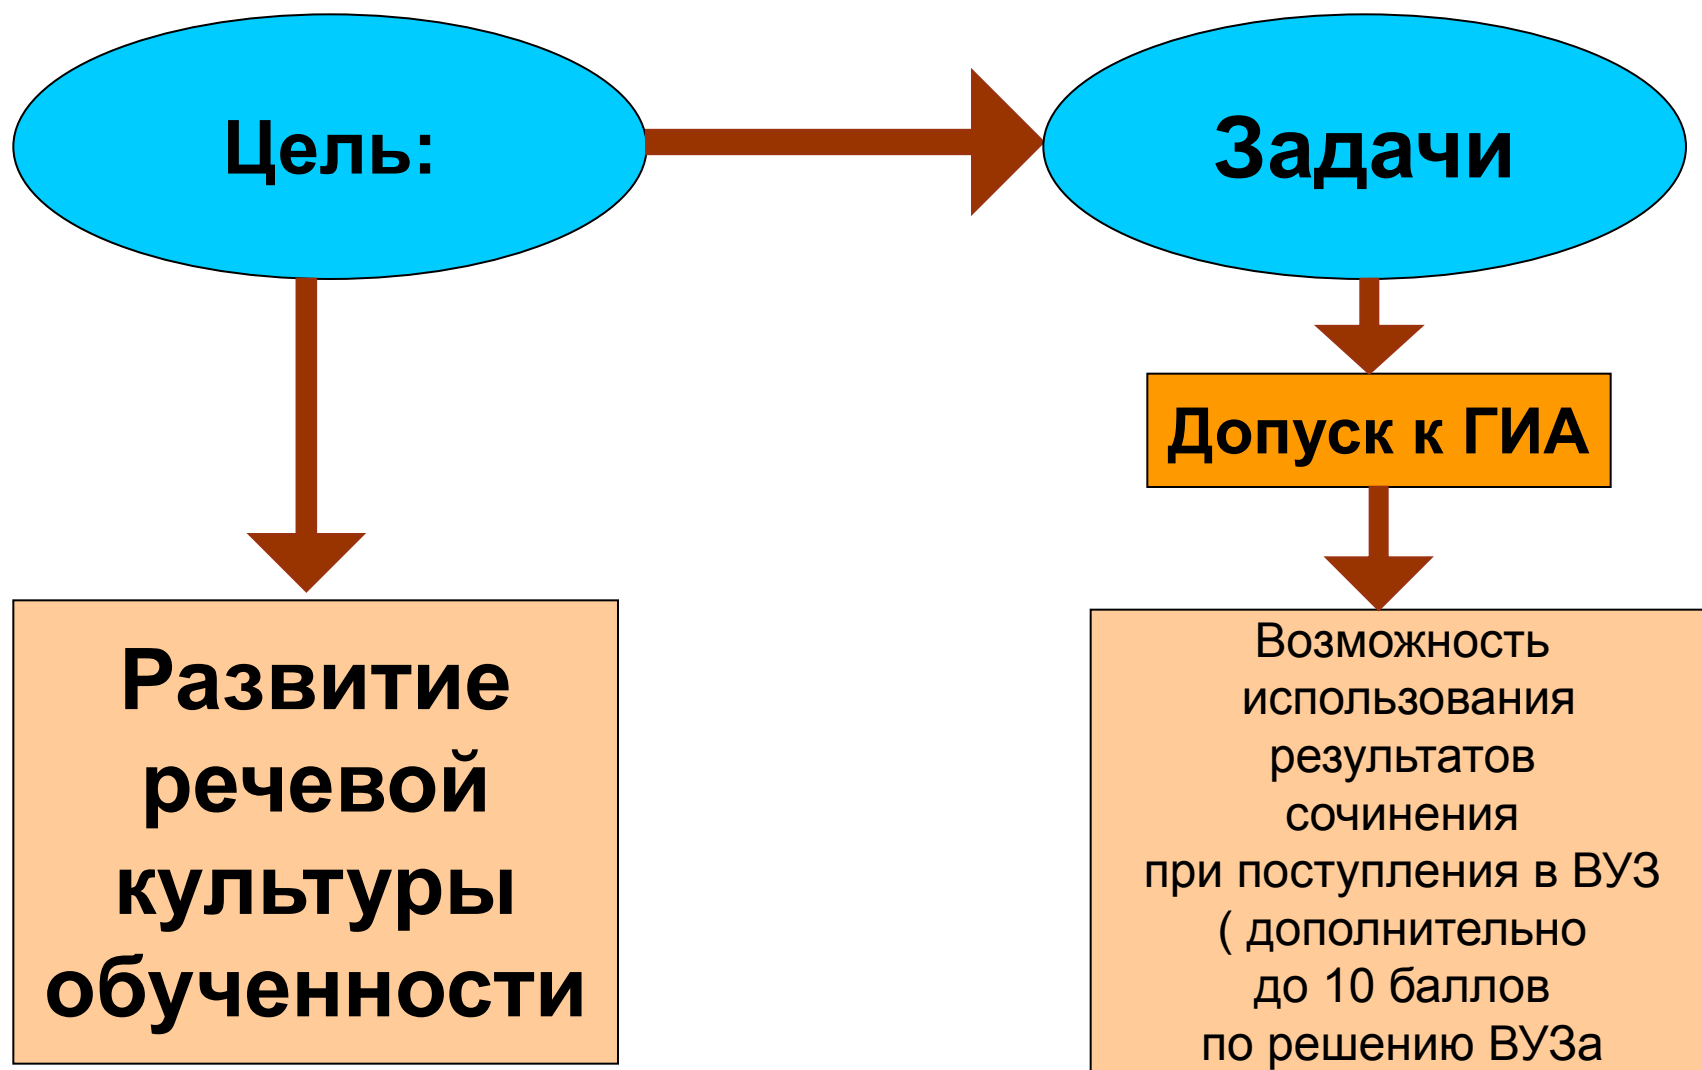 Цель:
Задачи
Допуск к ГИА
Развитие
речевой
культуры
обученности
Возможность
использования
результатов
сочинения
при поступления в ВУЗ
( дополнительно
до 10 баллов
по решению ВУЗа